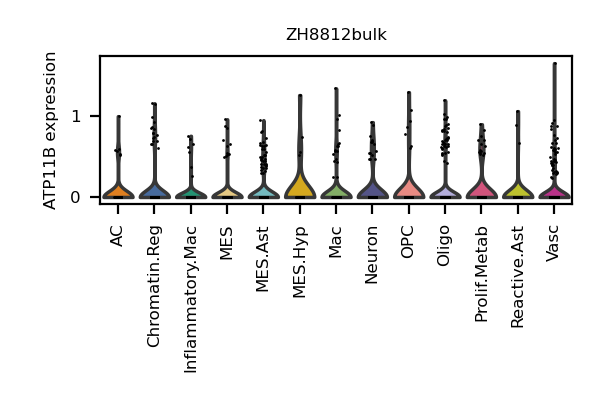 ZH8812bulk
ATP11B expression
1
0
AC
Chromatin.Reg
Inflammatory.Mac
MES
MES.Ast
MES.Hyp
Mac
Neuron
OPC
Oligo
Prolif.Metab
Reactive.Ast
Vasc